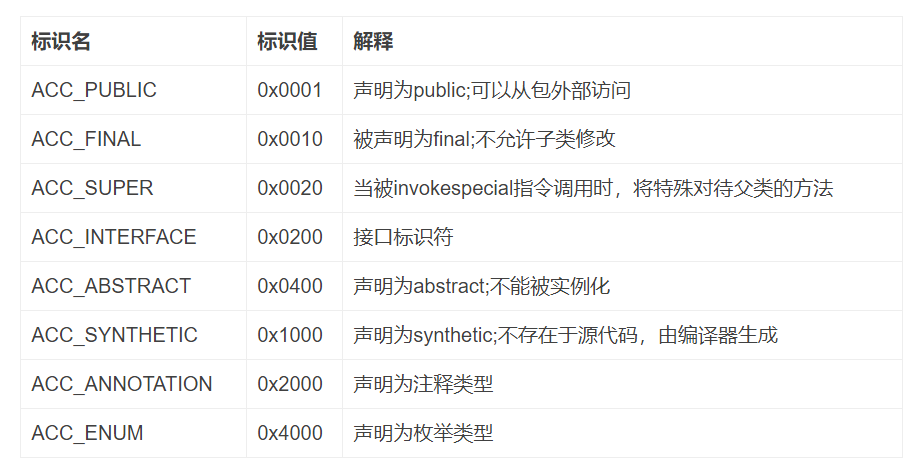 标识名 标识值 解释
ACC_PUBLIC 0x0001 声明为public;可以从包外部访问
ACC_FINAL 0x0010 被声明为final;不允许子类修改
ACC_SUPER 0x0020 当被invokespecial指令调用时，将特殊对待父类的方法
ACC_INTERFACE 0x0200 接口标识符
ACC_ABSTRACT 0x0400 声明为abstract;不能被实例化
ACC_SYNTHETIC 0x1000 声明为synthetic;不存在于源代码，由编译器生成
ACC_ANNOTATION 0x2000 声明为注释类型
ACC_ENUM 0x4000 声明为枚举类型